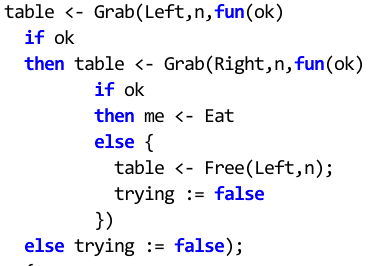 table <- Grab(Left,n,fun(ok)
if ok
then table <- Grab(Right,n,fun(ok)
if ok
then me <- Eat
else {
table <- Free(Left,n);
trying := false
})
else trying := false);